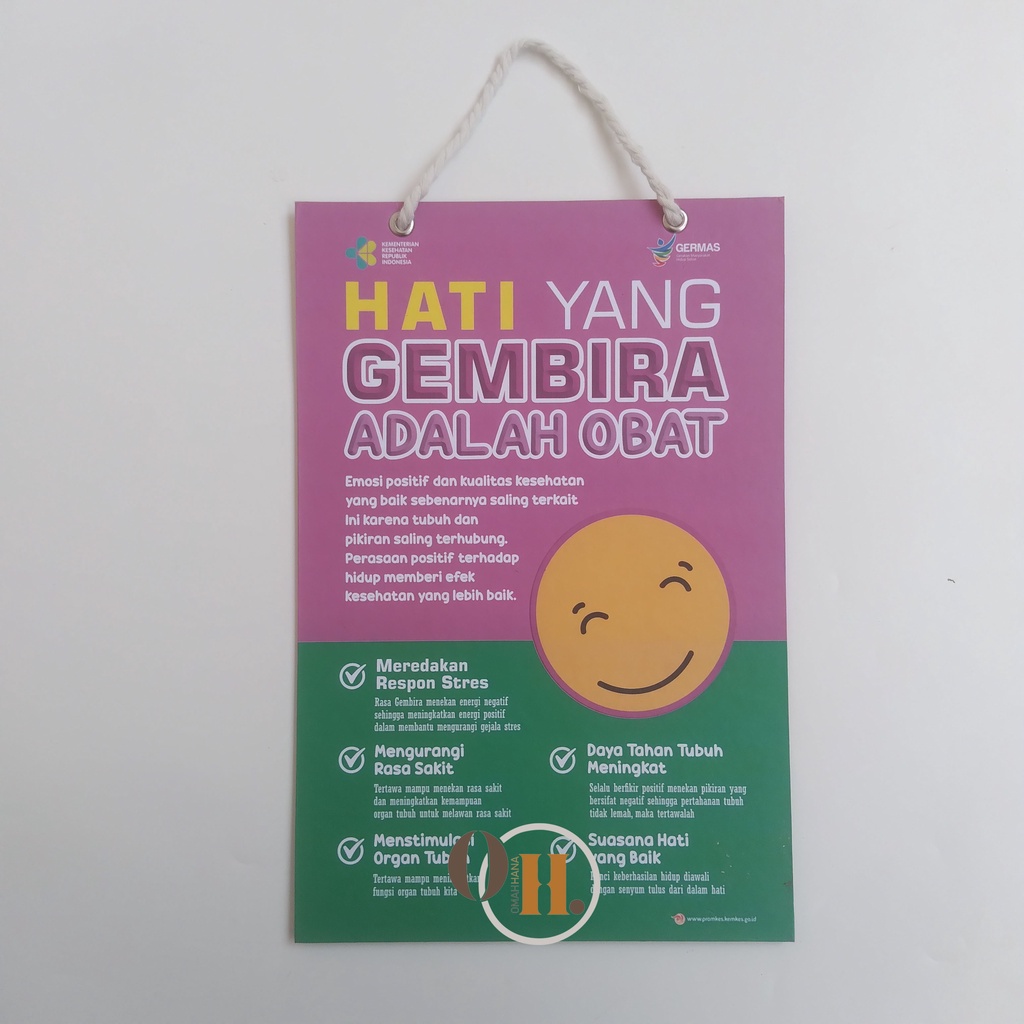 KEMENTERIAN
KESEHATAN
REPUBLIK
INDONESIA
GERMAS
HATI YANG
GEMBIRA
ADALAH OBAT
Emosi positif dan kualitas kesehatan
yang baik sebenarnya saling terkait
Ini karena tubuh dan
pikiran saling terhubung.
Perasaan positif terhadap
hidup memberi efek
kesehatan yang lebih baik.
Meredakan
Respon Stres
Rasa Gembira menekan energi negatif
sehingga meningkatkan energi positif
dalam membantu mengurangi gejala stres
Mengurangi
Rasa Sakit
Tertawa mampu menekan rasa sakit
dan meningkatkan kemampuan
organ tubuh untuk melawan rasa sakit
Menstimulasi
Organ Tubuh
Tertawa mampu
fungsi organ tubuh kita
Daya Tahan Tubuh
Meningkat
Selalu berfikir positif menekan pikiran yang
bersifat negatif sehingga pertahanan tubuh
tidak lemah, maka tertawalah
Suasana Hati
yang Baik
Kunci keberhasilan hidup diawali
dengan senyum tulus dari dalam hati
OMAHHANA
OH.
www.promkes.kemkes.go.id